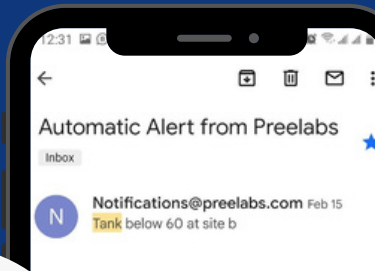 12:31
Automatic Alert from Preelabs
Inbox
N
Notifications@preelabs.com Feb 15
Tank below 60 at site b